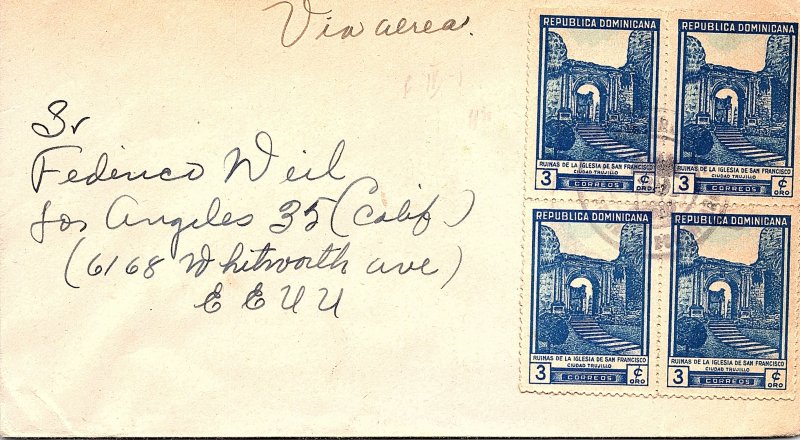 Via aerea.
Sr
Federico Weil
Los Angeles 35 (Calif)
(6168 Whitworth ave)
E E U U
REPUBLICA DOMINICANA
RUINAS DE LA IGLESIA DE SAN FRANCISCO
CIUDAD TRUJILLO
3 CORREOS ¢ ORO
REPUBLICA DOMINICANA
RUINAS DE LA IGLESIA DE SAN FRANCISCO
CIUDAD TRUJILLO
3 CORREOS ¢ ORO
REPUBLICA DOMINICANA
RUINAS DE LA IGLESIA DE SAN FRANCISCO
CIUDAD TRUJILLO
3 CORREOS ¢ ORO
REPUBLICA DOMINICANA
RUINAS DE LA IGLESIA DE SAN FRANCISCO
CIUDAD TRUJILLO
3 CORREOS ¢ ORO